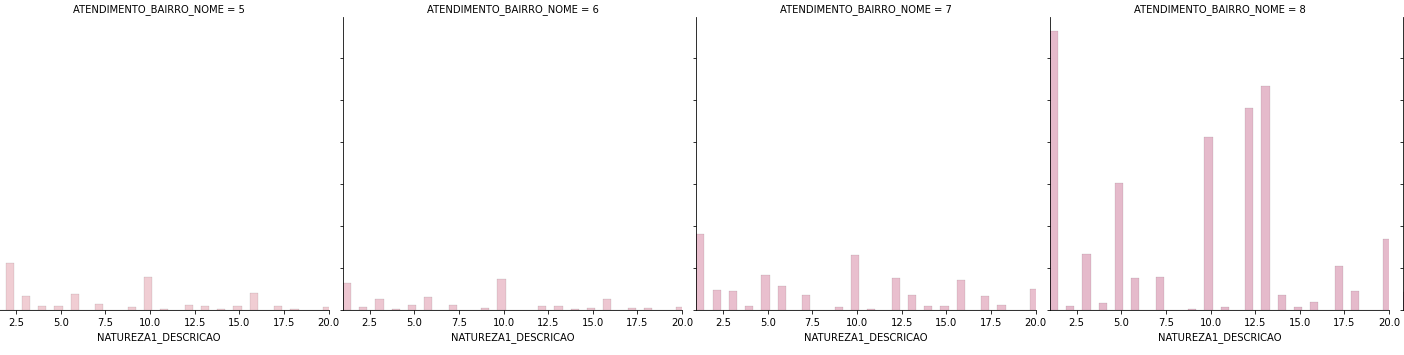 ATENDIMENTO_BAIRRO_NOME = 5
ATENDIMENTO_BAIRRO_NOME = 6
ATENDIMENTO_BAIRRO_NOME = 7
ATENDIMENTO_BAIRRO_NOME = 8
2.5 5.0 7.5 10.0 12.5 15.0 17.5 20.0
2.5 5.0 7.5 10.0 12.5 15.0 17.5 20.0
2.5 5.0 7.5 10.0 12.5 15.0 17.5 20.0
2.5 5.0 7.5 10.0 12.5 15.0 17.5 20.0
NATUREZA1_DESCRICAO
NATUREZA1_DESCRICAO
NATUREZA1_DESCRICAO
NATUREZA1_DESCRICAO